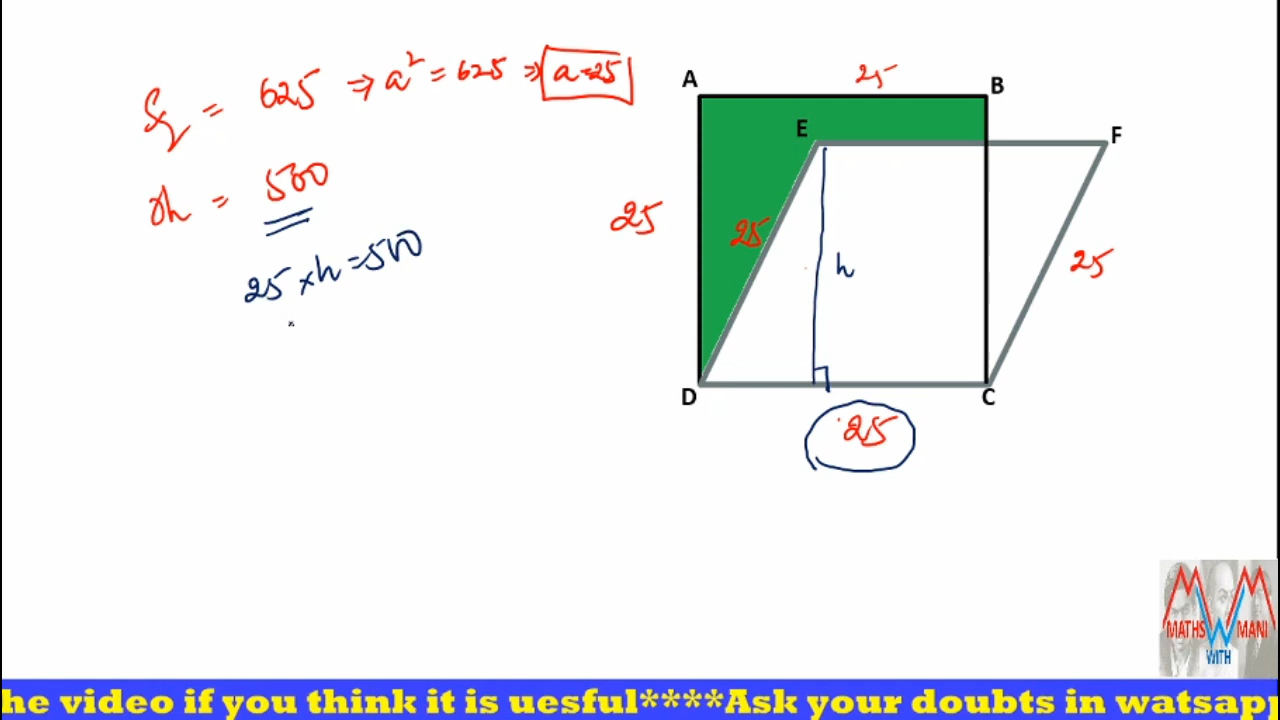 Sq = 625 ⇒ a² = 625 ⇒ a=25
rh = 500
25 × h = 500
A
25
B
E
F
25
25
h
25
D
C
25
MATHS WITH MANI
he video if you think it is uesful****Ask your doubts in watsapp